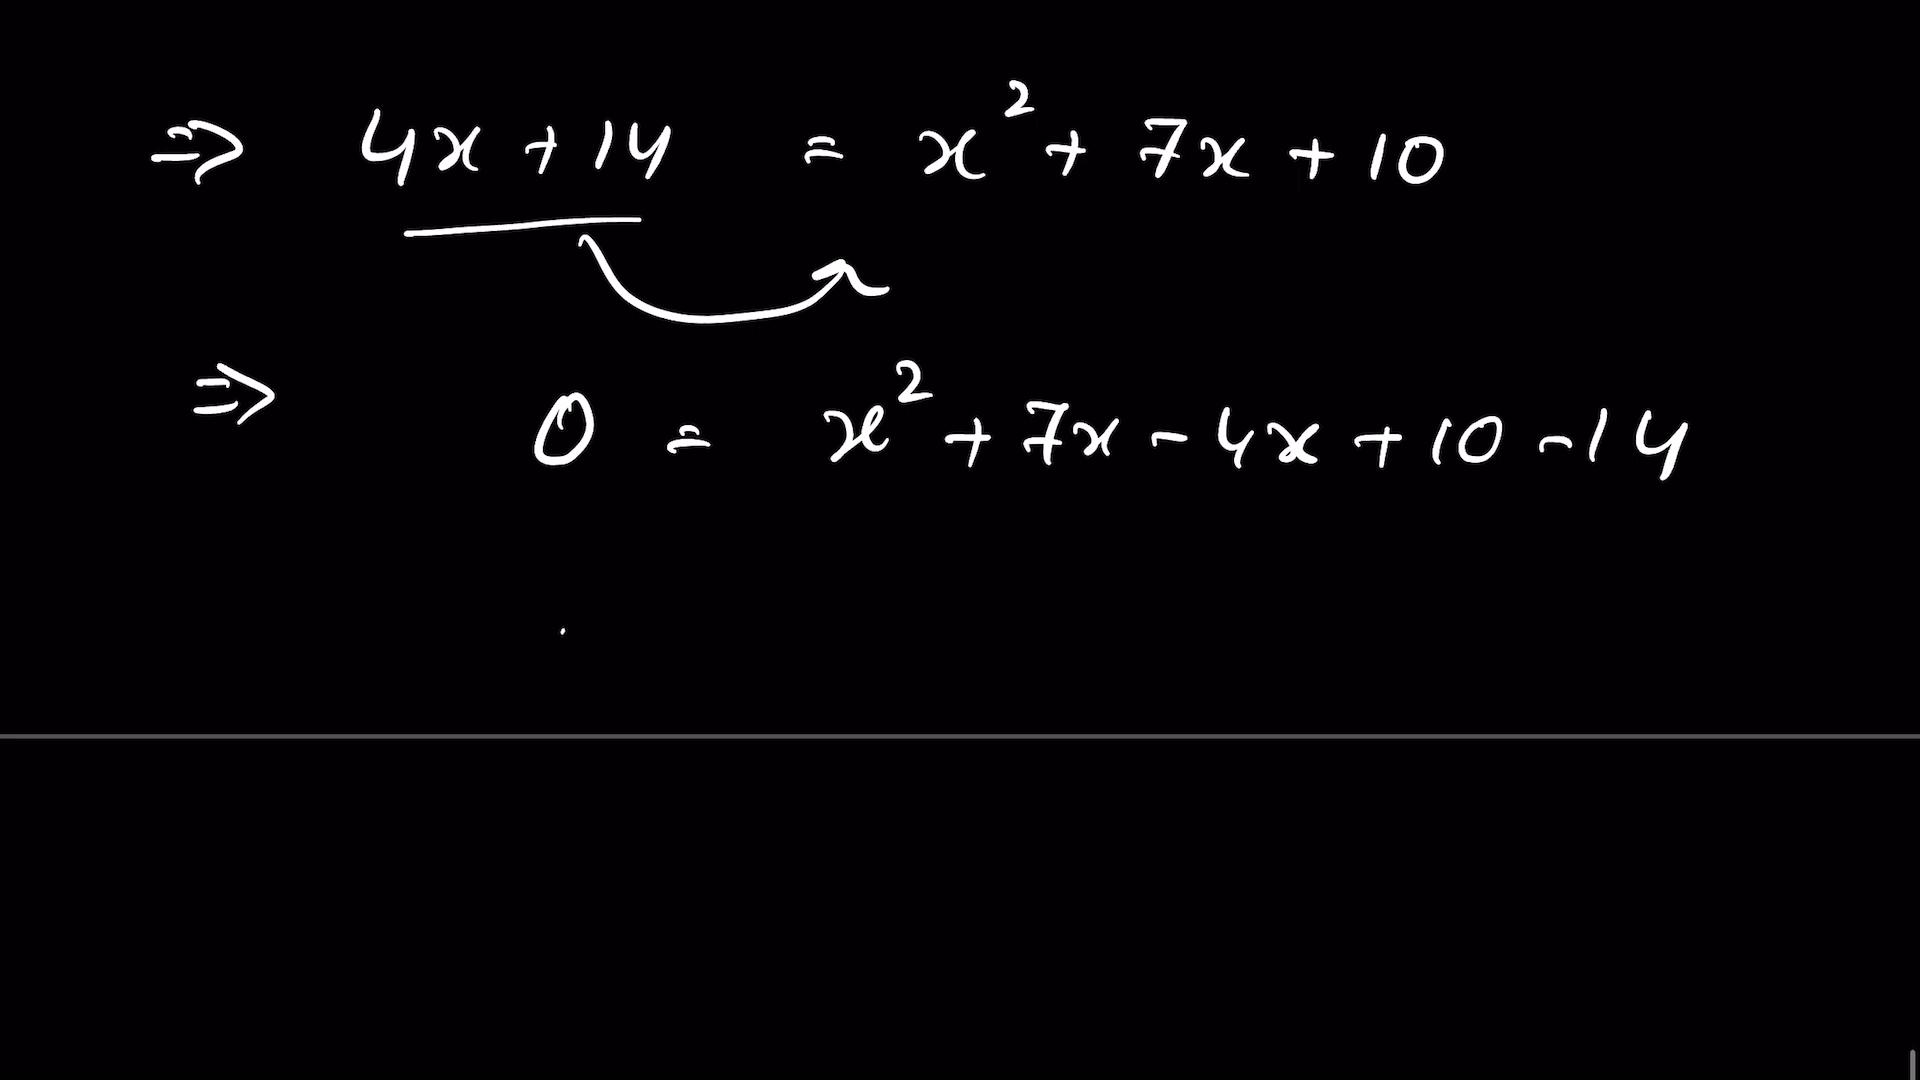 ⇒ 4x + 14 = x² + 7x + 10
⇒ 0 = x² + 7x - 4x + 10 - 14